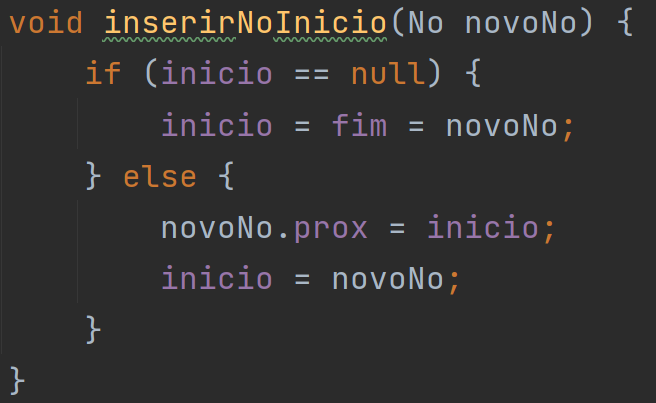 void inserirNoInicio(No novoNo) {
    if (inicio == null) {
        inicio = fim = novoNo;
    } else {
        novoNo.prox = inicio;
        inicio = novoNo;
    }
}